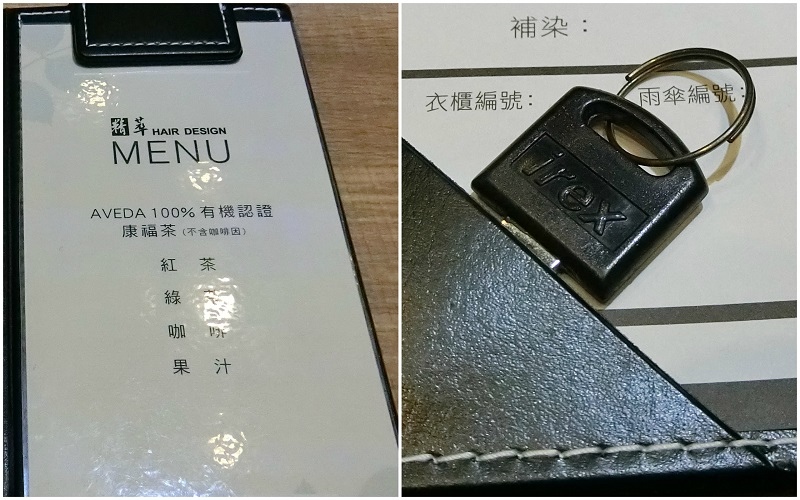 精莘 HAIR DESIGN
MENU
AVEDA 100% 有機認證
康福茶 (不含咖啡因)
紅 茶
綠 茶
咖 啡
果 汁
補染：
衣櫃編號：
雨傘編號：
irex